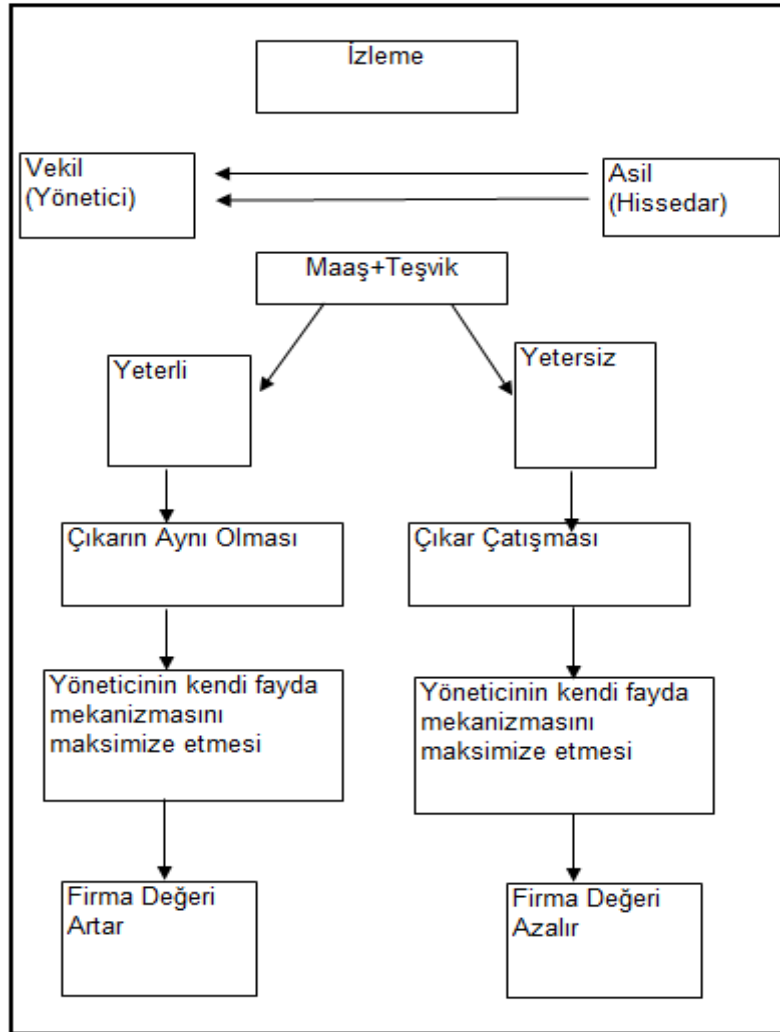 İzleme
Vekil
(Yönetici)
Asil
(Hissedar)
Maaş+Teşvik
Yeterli
Yetersiz
Çıkarın Aynı Olması
Çıkar Çatışması
Yöneticinin kendi fayda
mekanizmasını
maksimize etmesi
Yöneticinin kendi fayda
mekanizmasını
maksimize etmesi
Firma Değeri
Artar
Firma Değeri
Azalır